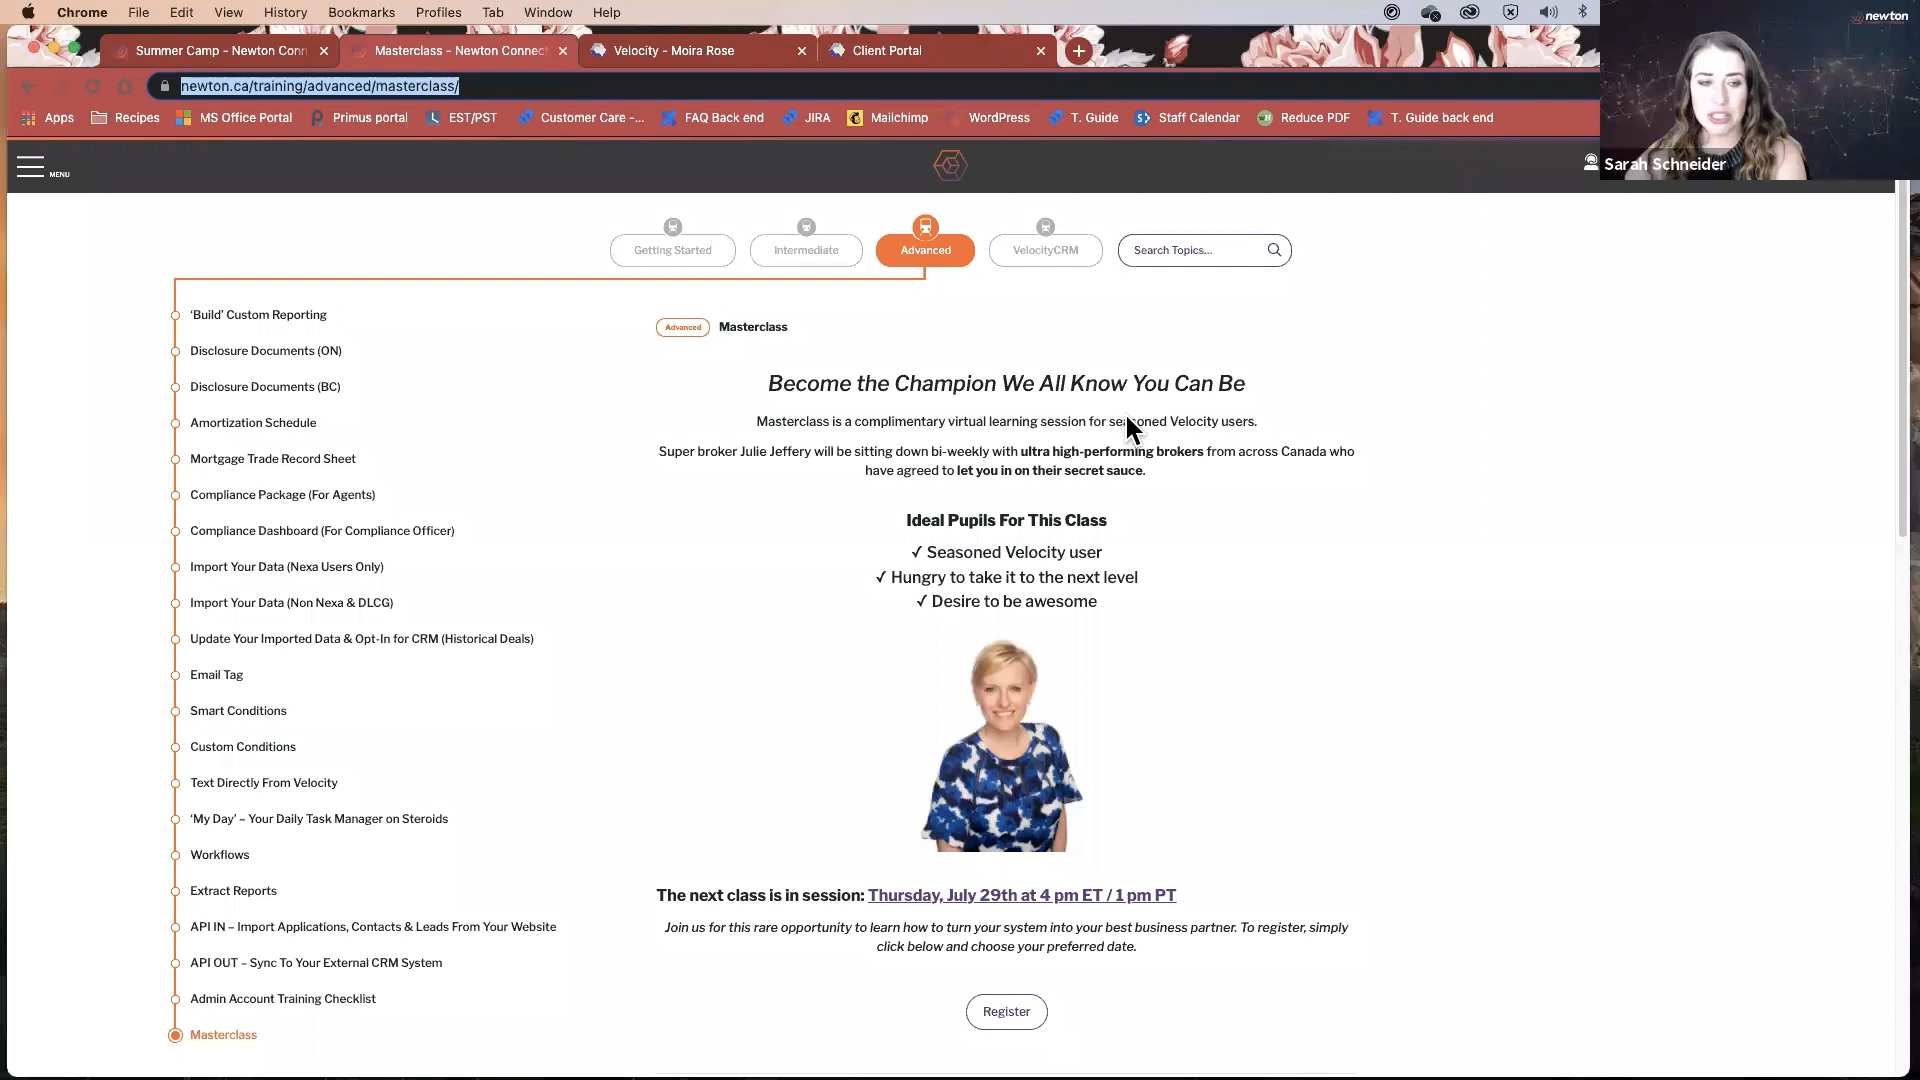 Chrome File Edit View History Bookmarks Profiles Tab Window Help
newton
Summer Camp - Newton Conn
Masterclass - Newton Connect
Velocity - Moira Rose
Client Portal
newton.ca/training/advanced/masterclass/
Apps Recipes MS Office Portal Primus portal EST/PST Customer Care -... FAQ Back end JIRA Mailchimp WordPress T. Guide Staff Calendar Reduce PDF T. Guide back end
Sarah Schneider
MENU
Getting Started Intermediate Advanced VelocityCRM Search Topics...
‘Build’ Custom Reporting
Disclosure Documents (ON)
Disclosure Documents (BC)
Amortization Schedule
Mortgage Trade Record Sheet
Compliance Package (For Agents)
Compliance Dashboard (For Compliance Officer)
Import Your Data (Nexa Users Only)
Import Your Data (Non Nexa & DLCG)
Update Your Imported Data & Opt-In for CRM (Historical Deals)
Email Tag
Smart Conditions
Custom Conditions
Text Directly From Velocity
‘My Day’ – Your Daily Task Manager on Steroids
Workflows
Extract Reports
API IN – Import Applications, Contacts & Leads From Your Website
API OUT – Sync To Your External CRM System
Admin Account Training Checklist
Masterclass
Advanced Masterclass
Become the Champion We All Know You Can Be
Masterclass is a complimentary virtual learning session for seasoned Velocity users.
Super broker Julie Jeffery will be sitting down bi-weekly with ultra high-performing brokers from across Canada who
have agreed to let you in on their secret sauce.
Ideal Pupils For This Class
✓ Seasoned Velocity user
✓ Hungry to take it to the next level
✓ Desire to be awesome
The next class is in session: Thursday, July 29th at 4 pm ET / 1 pm PT
Join us for this rare opportunity to learn how to turn your system into your best business partner. To register, simply
click below and choose your preferred date.
Register